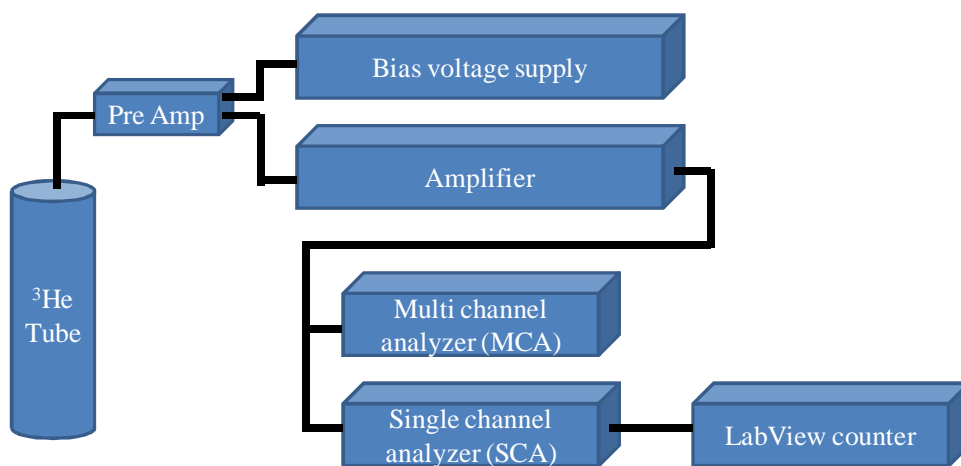 Bias voltage supply
Pre Amp
Amplifier
³He
Tube
Multi channel
analyzer (MCA)
Single channel
analyzer (SCA)
LabView counter